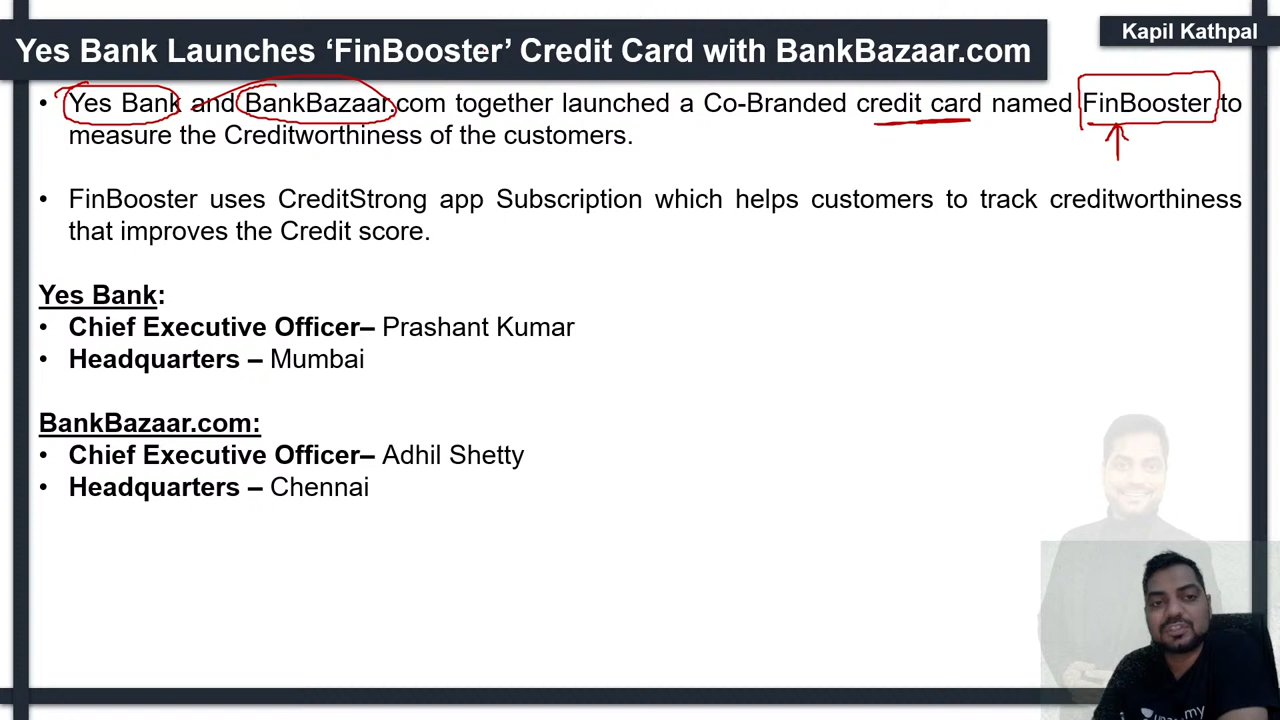 Yes Bank Launches ‘FinBooster’ Credit Card with BankBazaar.com
Kapil Kathpal
• Yes Bank and BankBazaar.com together launched a Co-Branded credit card named FinBooster to
measure the Creditworthiness of the customers.
• FinBooster uses CreditStrong app Subscription which helps customers to track creditworthiness
that improves the Credit score.
Yes Bank:
• Chief Executive Officer– Prashant Kumar
• Headquarters – Mumbai
BankBazaar.com:
• Chief Executive Officer– Adhil Shetty
• Headquarters – Chennai